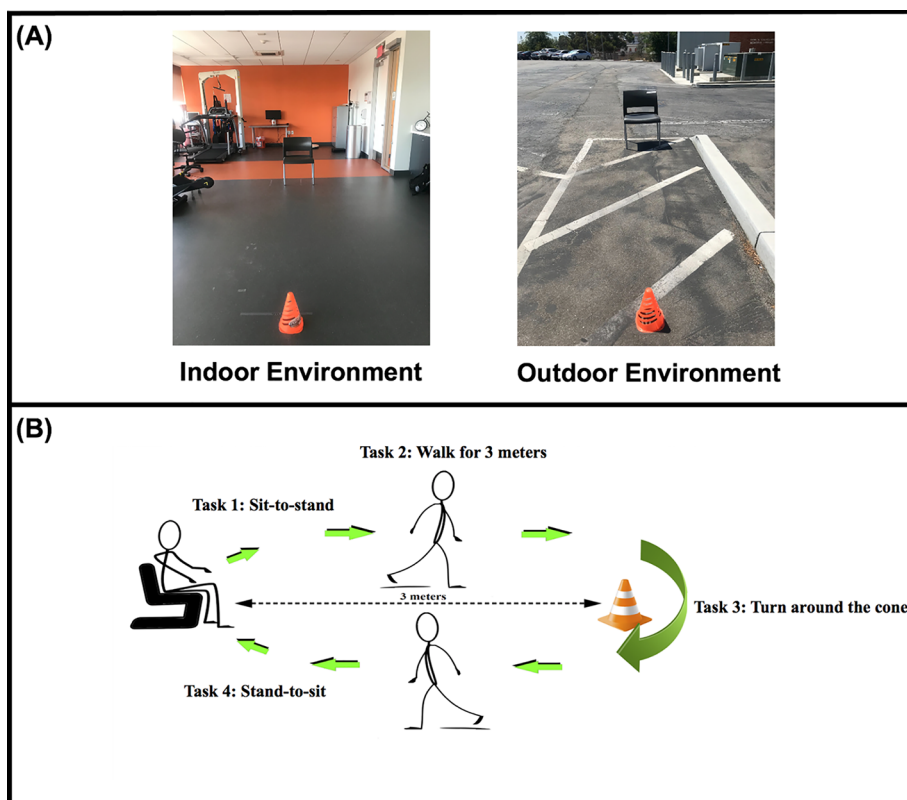 (A)
Indoor Environment
Outdoor Environment
(B)
Task 2: Walk for 3 meters
Task 1: Sit-to-stand
3 meters
Task 3: Turn around the cone
Task 4: Stand-to-sit